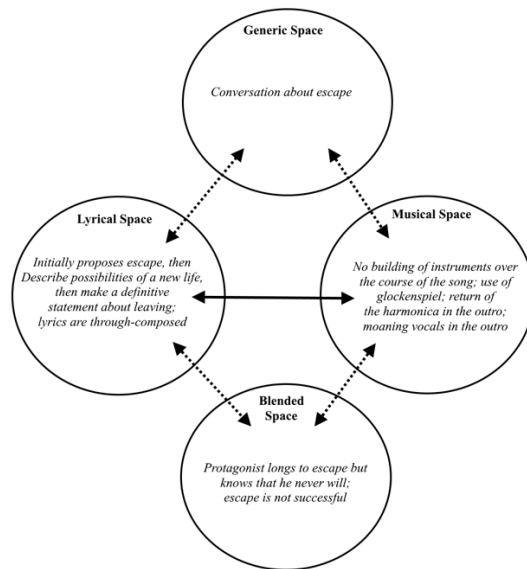 Generic Space
Conversation about escape
Lyrical Space
Initially proposes escape, then
Describe possibilities of a new life,
then make a definitive
statement about leaving;
lyrics are through-composed
Musical Space
No building of instruments over
the course of the song; use of
glockenspiel; return of
the harmonica in the outro;
moaning vocals in the outro
Blended
Space
Protagonist longs to escape but
knows that he never will;
escape is not successful